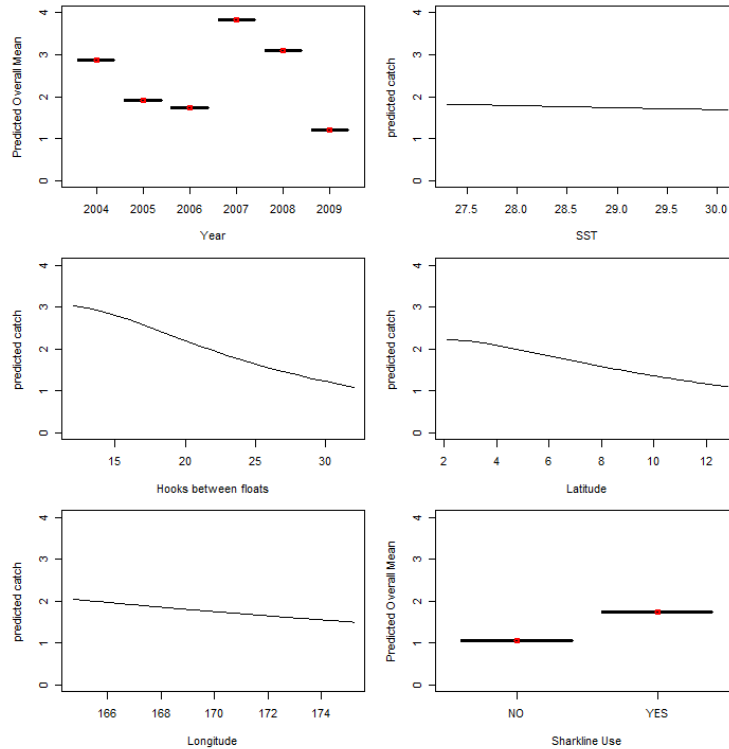 Predicted Overall Mean
0 1 2 3 4
2004 2005 2006 2007 2008 2009
Year
predicted catch
0 1 2 3 4
27.5 28.0 28.5 29.0 29.5 30.0
SST
predicted catch
0 1 2 3 4
15 20 25 30
Hooks between floats
predicted catch
0 1 2 3 4
2 4 6 8 10 12
Latitude
predicted catch
0 1 2 3 4
166 168 170 172 174
Longitude
Predicted Overall Mean
0 1 2 3 4
NO YES
Sharkline Use